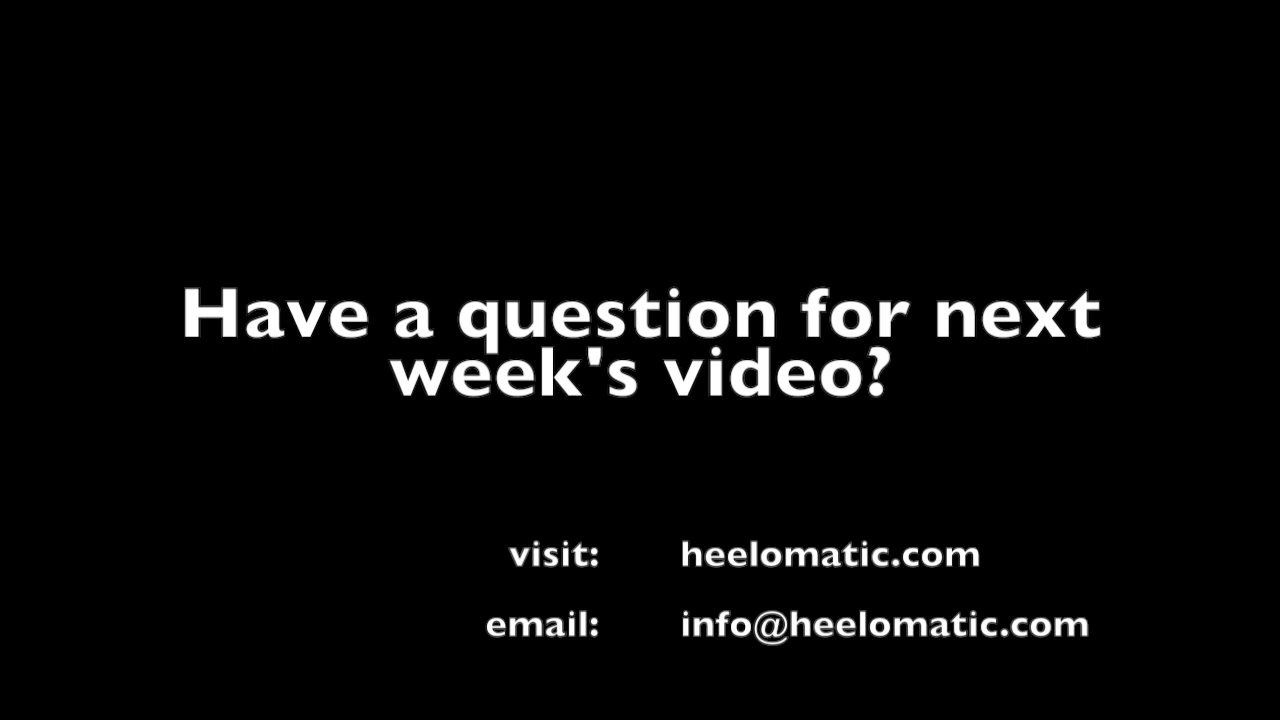 Have a question for next
week's video?
visit: heelomatic.com
email: info@heelomatic.com